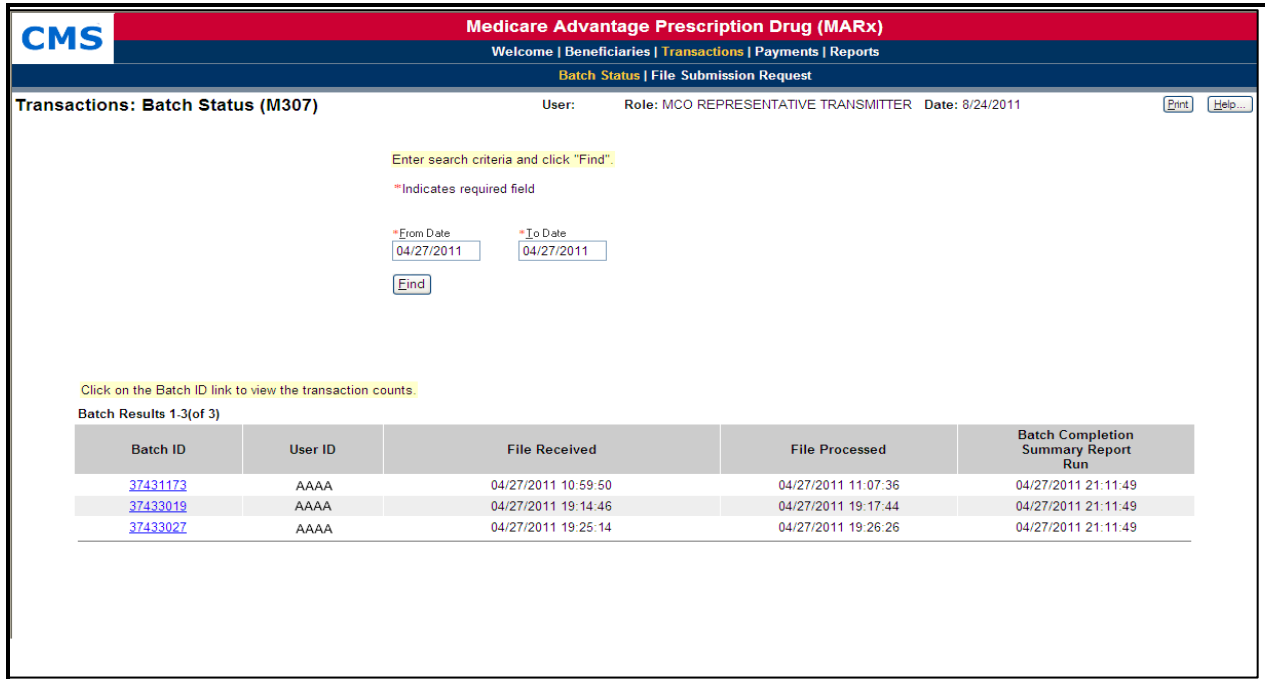 CMS
Medicare Advantage Prescription Drug (MARx)
Welcome | Beneficiaries | Transactions | Payments | Reports
Batch Status | File Submission Request
Transactions: Batch Status (M307) User: Role: MCO REPRESENTATIVE TRANSMITTER Date: 8/24/2011 Print Help...
Enter search criteria and click "Find".
*Indicates required field
*From Date *To Date
04/27/2011 04/27/2011
Find
Click on the Batch ID link to view the transaction counts.
Batch Results 1-3(of 3)
Batch ID User ID File Received File Processed Batch Completion Summary Report Run
37431173 AAAA 04/27/2011 10:59:50 04/27/2011 11:07:36 04/27/2011 21:11:49
37433019 AAAA 04/27/2011 19:14:46 04/27/2011 19:17:44 04/27/2011 21:11:49
37433027 AAAA 04/27/2011 19:25:14 04/27/2011 19:26:26 04/27/2011 21:11:49